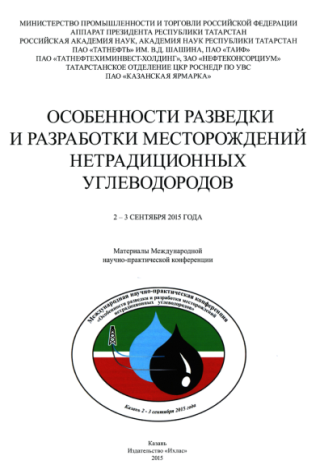 МИНИСТЕРСТВО ПРОМЫШЛЕННОСТИ И ТОРГОВЛИ РОССИЙСКОЙ ФЕДЕРАЦИИ
АППАРАТ ПРЕЗИДЕНТА РЕСПУБЛИКИ ТАТАРСТАН
РОССИЙСКАЯ АКАДЕМИЯ НАУК, АКАДЕМИЯ НАУК РЕСПУБЛИКИ ТАТАРСТАН
ПАО «ТАТНЕФТЬ» ИМ. В.Д. ШАШИНА, ПАО «ТАИФ»
ПАО «ТАТНЕФТЕХИМИНВЕСТ-ХОЛДИНГ», ЗАО «НЕФТЕКОНСОРЦИУМ»
ТАТАРСТАНСКОЕ ОТДЕЛЕНИЕ ЦКР РОСНЕДР ПО УВС
ПАО «КАЗАНСКАЯ ЯРМАРКА»
ОСОБЕННОСТИ РАЗВЕДКИ
И РАЗРАБОТКИ МЕСТОРОЖДЕНИЙ
НЕТРАДИЦИОННЫХ
УГЛЕВОДОРОДОВ
2 – 3 СЕНТЯБРЯ 2015 ГОДА
Материалы Международной
научно-практической конференции
Международная научно-практическая конференция
«Особенности разведки и разработки месторождений
нетрадиционных углеводородов»
Казань 2 - 3 сентября 2015 года
Казань
Издательство «Ихлас»
2015